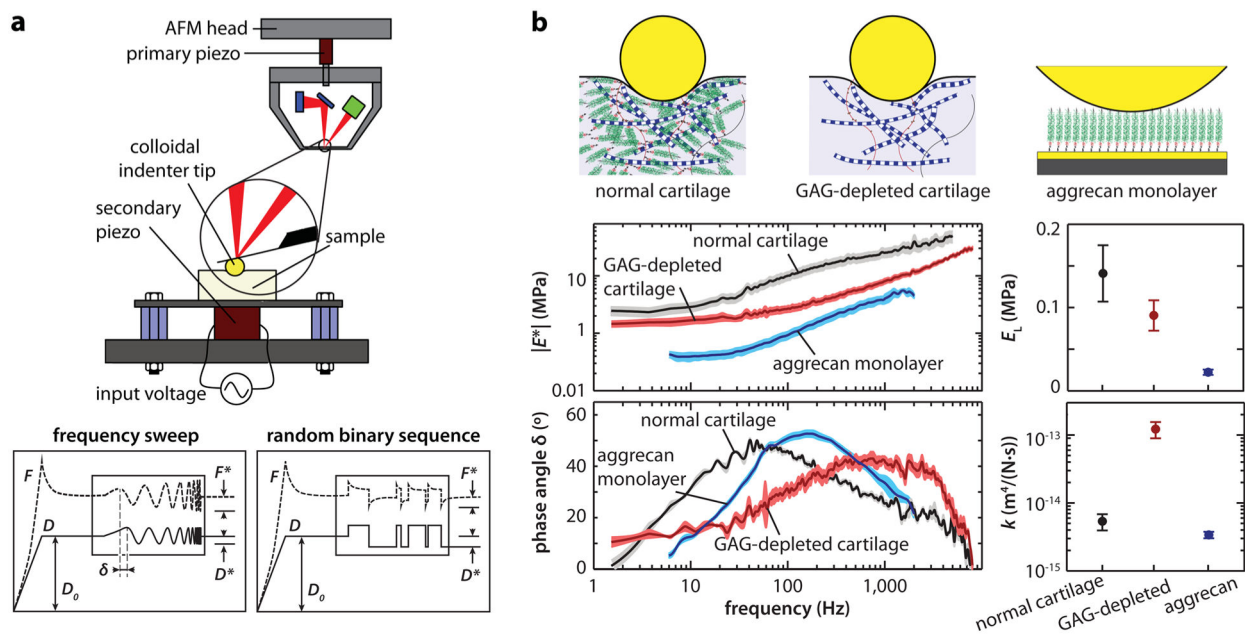 a
AFM head
primary piezo
colloidal
indenter tip
secondary
piezo
sample
input voltage
frequency sweep
F
D
δ
D₀
F*
D*
random binary sequence
F
D
D₀
F*
D*
b
normal cartilage
GAG-depleted cartilage
aggrecan monolayer
|E*| (MPa)
10
1
0.01
normal cartilage
GAG-depleted
cartilage
aggrecan monolayer
E_L (MPa)
0.2
0.1
0
phase angle δ (°)
60
50
40
30
20
10
0
normal cartilage
aggrecan
monolayer
GAG-depleted cartilage
1
10
100
1,000
frequency (Hz)
k (m⁴/(N·s))
10⁻¹³
10⁻¹⁴
10⁻¹⁵
normal cartilage
GAG-depleted
aggrecan